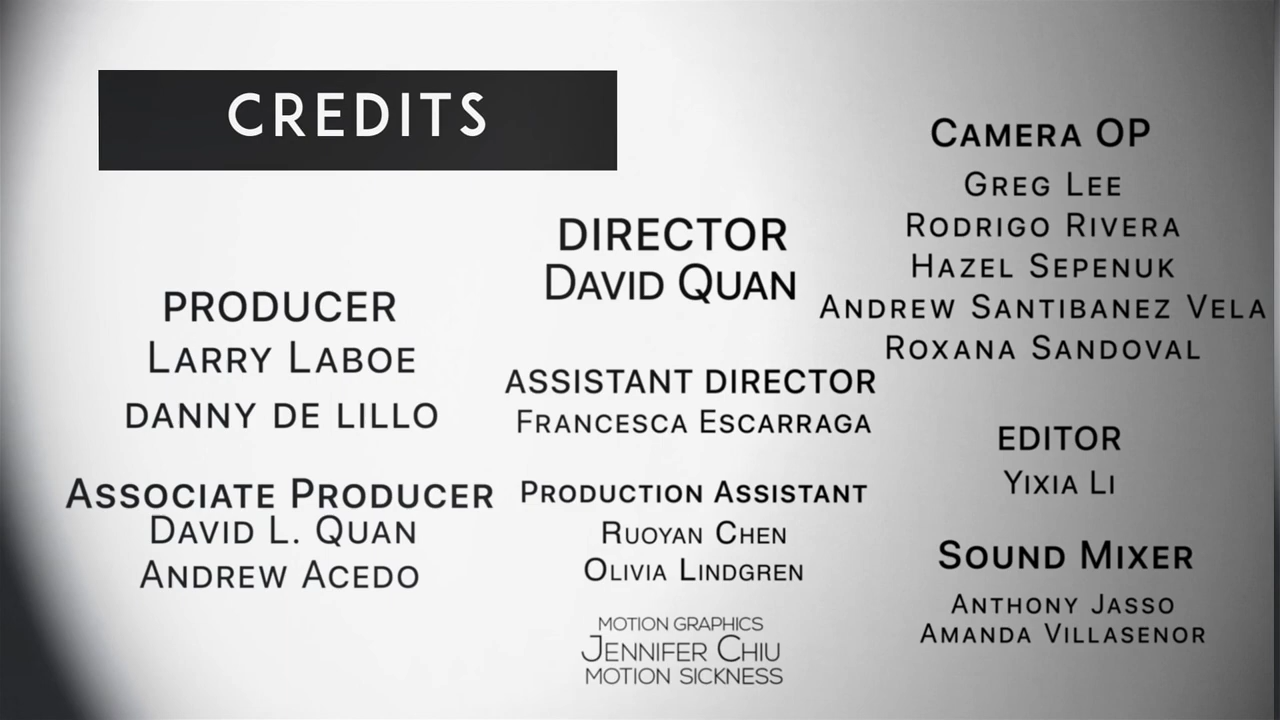 CREDITS
PRODUCER
LARRY LABOE
DANNY DE LILLO
ASSOCIATE PRODUCER
DAVID L. QUAN
ANDREW ACEDO
DIRECTOR
DAVID QUAN
ASSISTANT DIRECTOR
FRANCESCA ESCARRAGA
PRODUCTION ASSISTANT
RUOYAN CHEN
OLIVIA LINDGREN
MOTION GRAPHICS
JENNIFER CHIU
MOTION SICKNESS
CAMERA OP
GREG LEE
RODRIGO RIVERA
HAZEL SEPENUK
ANDREW SANTIBANEZ VELA
ROXANA SANDOVAL
EDITOR
YIXIA LI
SOUND MIXER
ANTHONY JASSO
AMANDA VILLASENOR